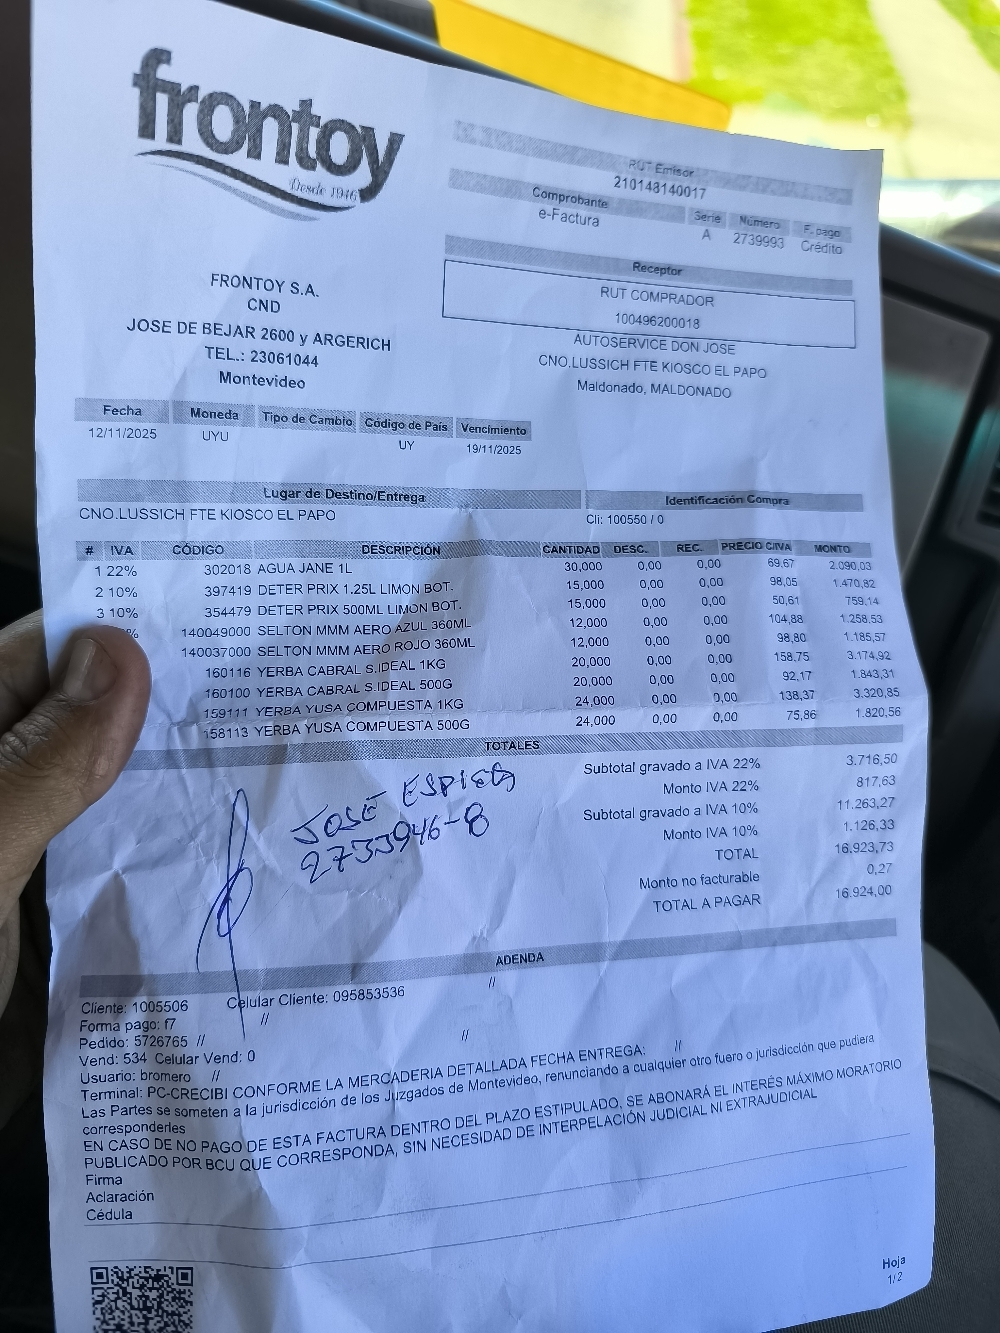 frontoy
Desde 1946
RUT Emisor
210148140017
Comprobante Serie Número F. pago
e-Factura A 2739993 Crédito
Receptor
RUT COMPRADOR
100496200018
AUTOSERVICE DON JOSE
CNO.LUSSICH FTE KIOSCO EL PAPO
Maldonado, MALDONADO
FRONTOY S.A.
CND
JOSE DE BEJAR 2600 y ARGERICH
TEL.: 23061044
Montevideo
Fecha Moneda Tipo de Cambio Código de País Vencimiento
12/11/2025 UYU UY 19/11/2025
Lugar de Destino/Entrega Identificación Compra
CNO.LUSSICH FTE KIOSCO EL PAPO Cli: 100550 / 0
# IVA CÓDIGO DESCRIPCIÓN CANTIDAD DESC. REC. PRECIO C/IVA MONTO
1 22% 302018 AGUA JANE 1L 30,000 0,00 0,00 69,67 2.090,03
2 10% 397419 DETER PRIX 1.25L LIMON BOT. 15,000 0,00 0,00 98,05 1.470,82
3 10% 354479 DETER PRIX 500ML LIMON BOT. 15,000 0,00 0,00 50,61 759,14
% 140049000 SELTON MMM AERO AZUL 360ML 12,000 0,00 0,00 104,88 1.258,53
140037000 SELTON MMM AERO ROJO 360ML 12,000 0,00 0,00 98,80 1.185,57
160116 YERBA CABRAL S.IDEAL 1KG 20,000 0,00 0,00 158,75 3.174,92
160100 YERBA CABRAL S.IDEAL 500G 20,000 0,00 0,00 92,17 1.843,31
159111 YERBA YUSA COMPUESTA 1KG 24,000 0,00 0,00 138,37 3.320,85
158113 YERBA YUSA COMPUESTA 500G 24,000 0,00 0,00 75,86 1.820,56
TOTALES
Subtotal gravado a IVA 22% 3.716,50
Monto IVA 22% 817,63
Subtotal gravado a IVA 10% 11.263,27
Monto IVA 10% 1.126,33
TOTAL 16.923,73
Monto no facturable 0,27
TOTAL A PAGAR 16.924,00
JOSÉ
2733946-8
ADENDA
Cliente: 1005506 Celular Cliente: 095853536 //
Forma pago: f7 //
Pedido: 5726765 // //
Vend: 534 Celular Vend: 0
Usuario: bromero // //
Terminal: PC-CRECIBI CONFORME LA MERCADERIA DETALLADA FECHA ENTREGA: //
Las Partes se someten a la jurisdicción de los Juzgados de Montevideo, renunciando a cualquier otro fuero o jurisdicción que pudiera
corresponderles
EN CASO DE NO PAGO DE ESTA FACTURA DENTRO DEL PLAZO ESTIPULADO, SE ABONARÁ EL INTERÉS MÁXIMO MORATORIO
PUBLICADO POR BCU QUE CORRESPONDA, SIN NECESIDAD DE INTERPELACIÓN JUDICIAL NI EXTRAJUDICIAL
Firma
Aclaración
Cédula
Hoja
1/2